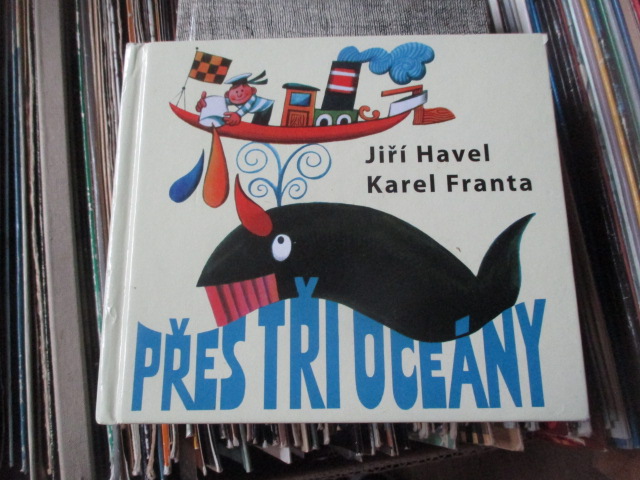 Jiří Havel
Karel Franta
PŘES TŘI OCEÁNY